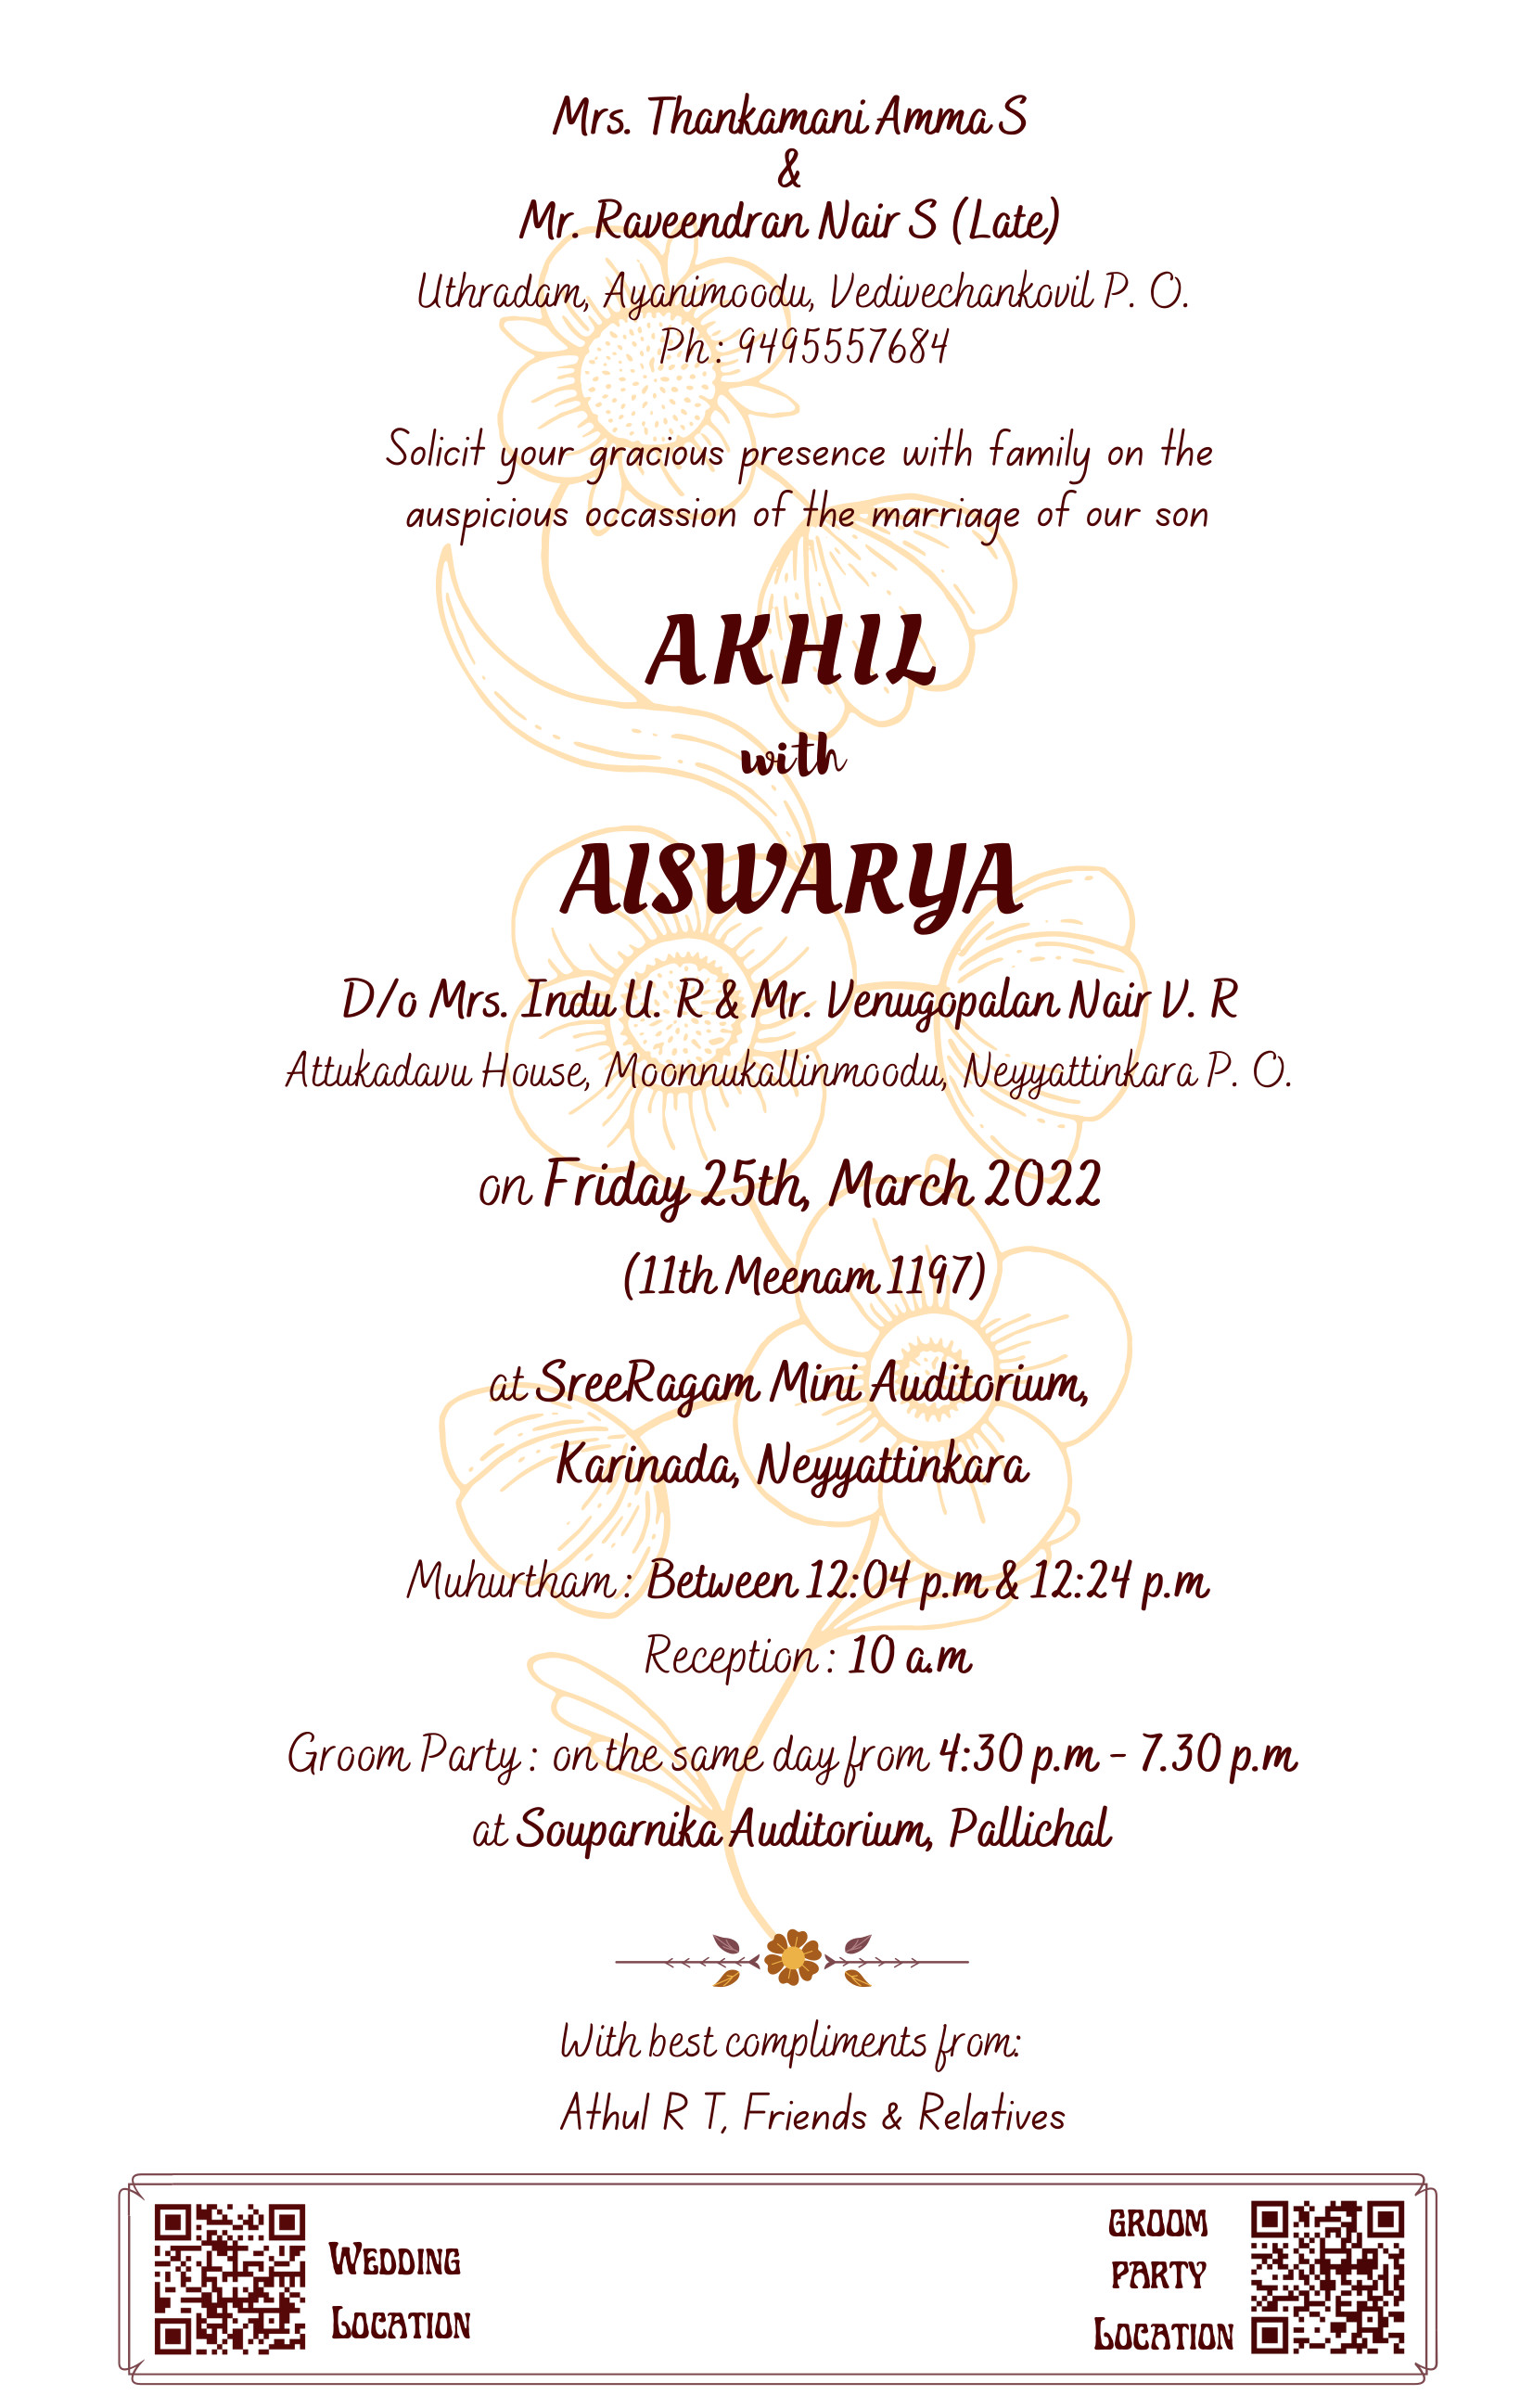 Mrs. Thankamani Amma S
&
Mr. Raveendran Nair S (Late)
Uthradam, Ayanimoodu, Vedivechankovil P. O.
Ph : 9495557684
Solicit your gracious presence with family on the
auspicious occassion of the marriage of our son
AKHIL
with
AISWARYA
D/o Mrs. Indu U. R & Mr. Venugopalan Nair V. R
Attukadavu House, Moonnukallinmoodu, Neyyattinkara P. O.
on Friday 25th, March 2022
(11th Meenam 1197)
at SreeRagam Mini Auditorium,
Karinada, Neyyattinkara
Muhurtham : Between 12:04 p.m & 12:24 p.m
Reception : 10 a.m
Groom Party : on the same day from 4:30 p.m - 7.30 p.m
at Souparnika Auditorium, Pallichal
With best compliments from:
Athul R T, Friends & Relatives
Wedding
Location
GROOM
PARTY
Location